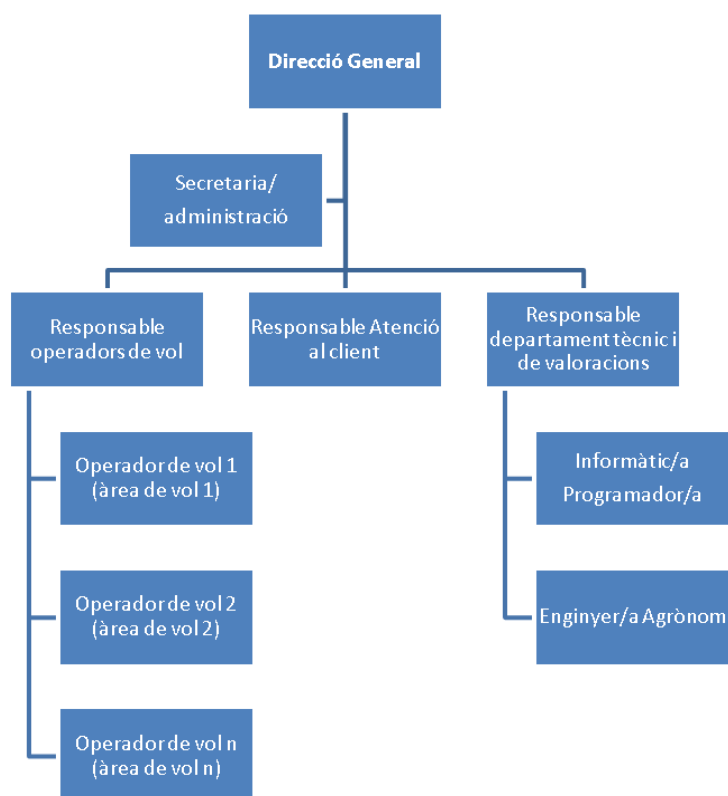 Direcció General
Secretaria/
administració
Responsable
operadors de vol
Responsable Atenció
al client
Responsable
departament tècnic i
de valoracions
Operador de vol 1
(àrea de vol 1)
Informàtic/a
Programador/a
Operador de vol 2
(àrea de vol 2)
Enginyer/a Agrònom
Operador de vol n
(àrea de vol n)